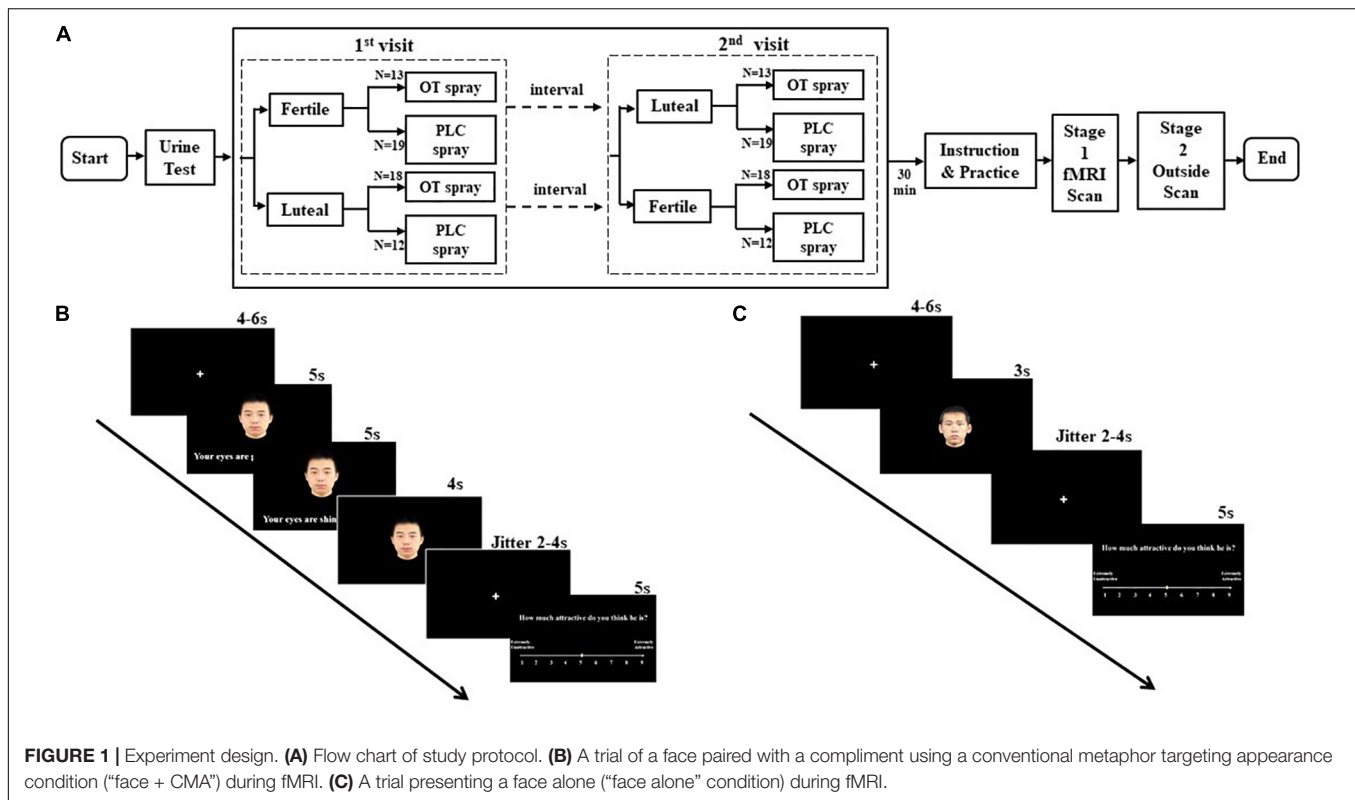 A
1st visit
2nd visit
Start
Urine
Test
Fertile
N=13
OT spray
PLC
spray
N=19
Luteal
N=18
OT spray
PLC
spray
N=12
interval
interval
Luteal
N=13
OT spray
PLC
spray
N=19
Fertile
N=18
OT spray
PLC
spray
N=12
30
min
Instruction
& Practice
Stage
1
fMRI
Scan
Stage
2
Outside
Scan
End
B
4-6s
5s
Your eyes are
5s
Your eyes are shin
4s
Jitter 2-4s
5s
How much attractive do you think he is?
Extremely
Unattractive
Extremely
Attractive
1 2 3 4 5 6 7 8 9
C
4-6s
3s
Jitter 2-4s
5s
How much attractive do you think he is?
Extremely
Unattractive
Extremely
Attractive
1 2 3 4 5 6 7 8 9
FIGURE 1 | Experiment design. (A) Flow chart of study protocol. (B) A trial of a face paired with a compliment using a conventional metaphor targeting appearance
condition (“face + CMA”) during fMRI. (C) A trial presenting a face alone (“face alone” condition) during fMRI.